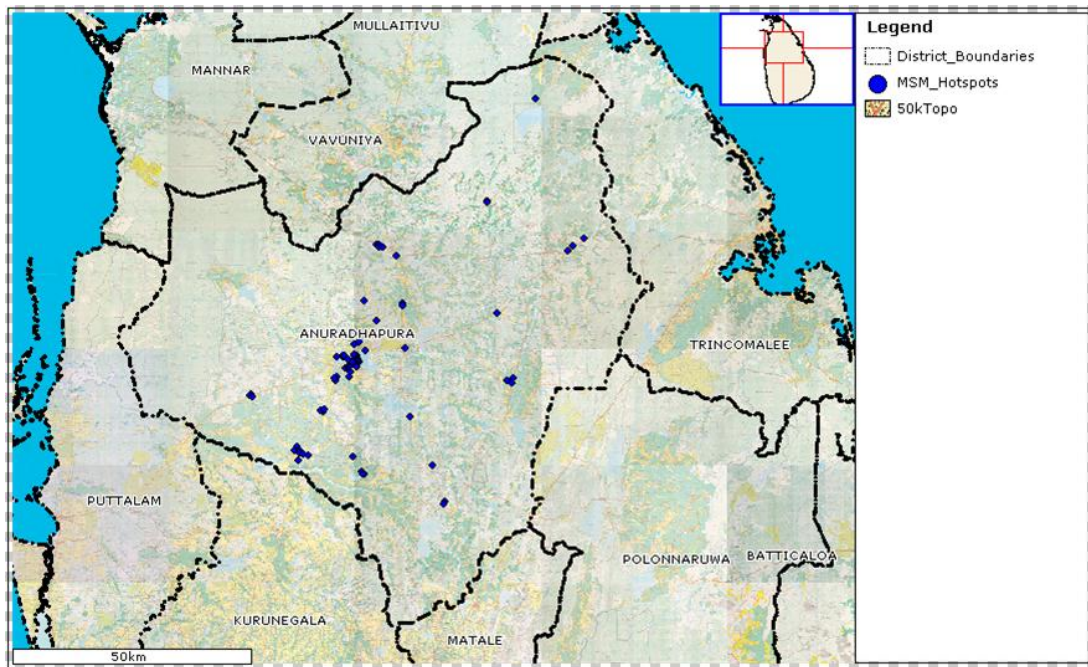 MULLAITIVU
Legend
District_Boundaries
MANNAR
MSM_Hotspots
50kTopo
VAVUNIYA
ANURADHAPURA
TRINCOMALEE
PUTTALAM
POLONNARUWA
BATTICALOA
KURUNEGALA
MATALE
50km